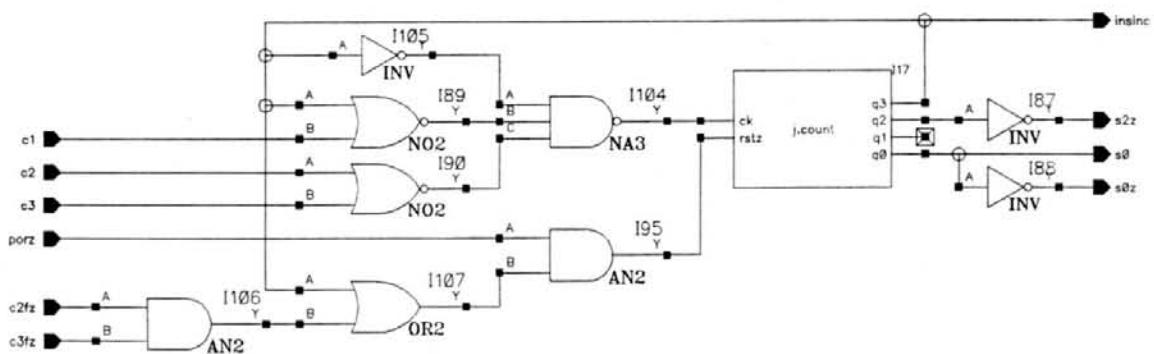 insinc
A I105 Y
INV
I17
A I89 Y
B
NO2
A I104 Y
B
C
NA3
ck
rstz
j.count
q3
q2
q1
q0
A I87
INV
s2z
s0
A I88
INV
s0z
c1
c2
c3
A I90 Y
B
NO2
porz
A I95 Y
B
AN2
A I107 Y
B
OR2
c2fz
c3fz
A I106 Y
B
AN2